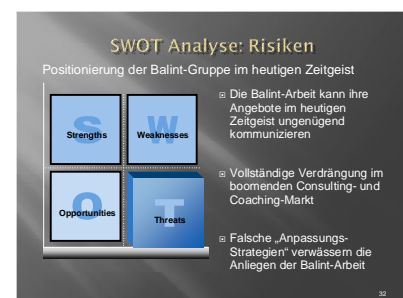 SWOT Analyse: Risiken
Positionierung der Balint-Gruppe im heutigen Zeitgeist
S
Strengths
W
Weaknesses
O
Opportunities
T
Threats
Die Balint-Arbeit kann ihre
Angebote im heutigen
Zeitgeist ungenügend
kommunizieren
Vollständige Verdrängung im
boomenden Consulting- und
Coaching-Markt
Falsche „Anpassungs-
Strategien“ verwässern die
Anliegen der Balint-Arbeit
32